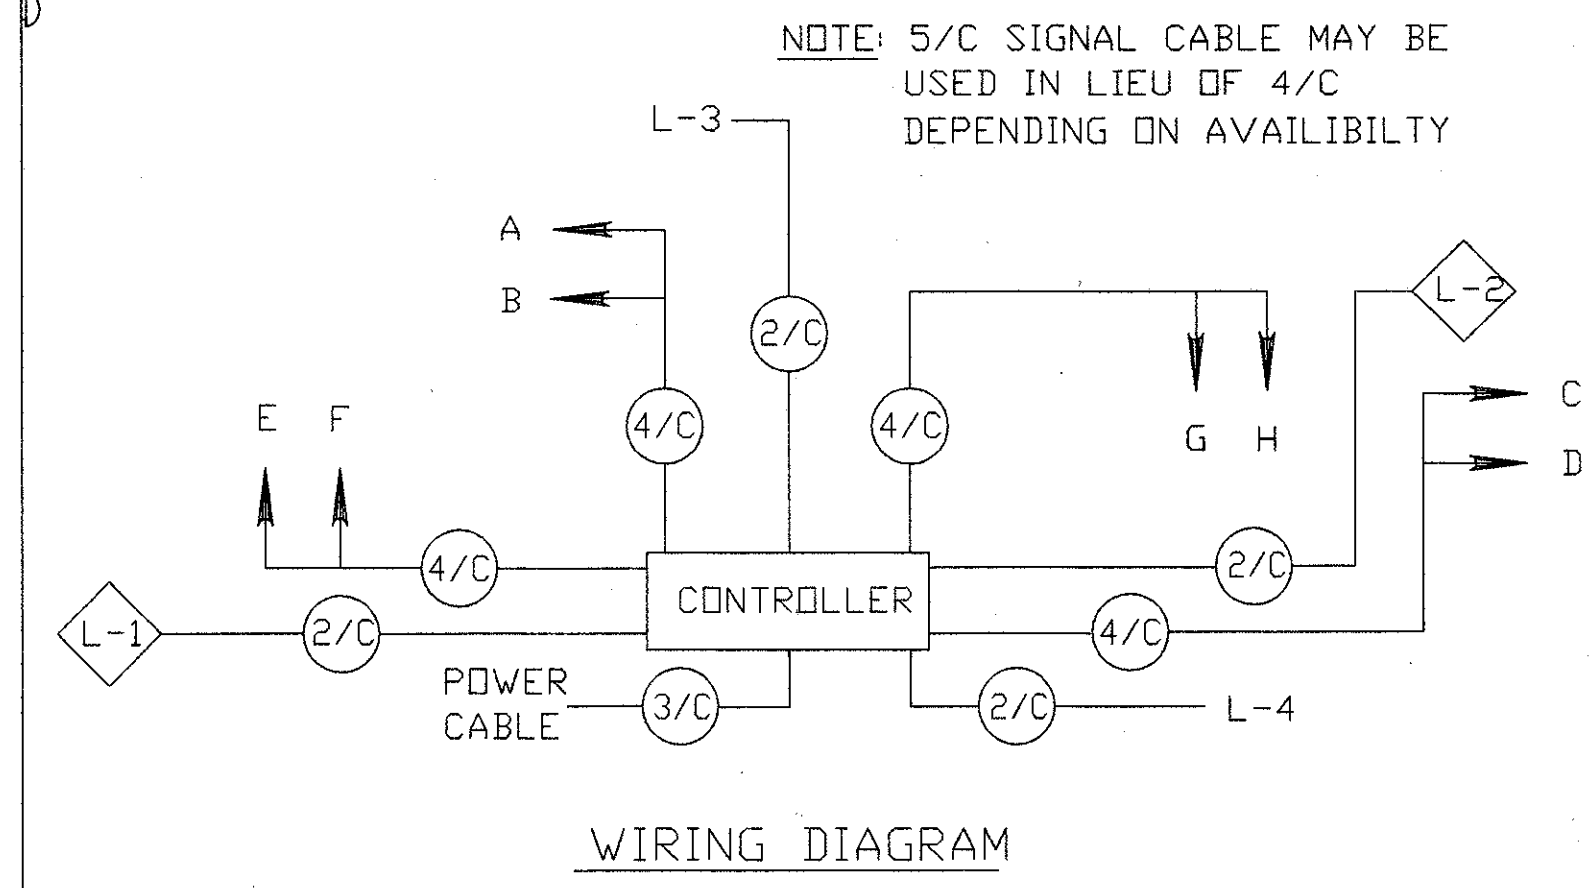 NOTE: 5/C SIGNAL CABLE MAY BE
USED IN LIEU OF 4/C
DEPENDING ON AVAILIBILTY
L-3
A
B
2/C
L-2
4/C
4/C
G H
C
D
E F
4/C
2/C
CONTROLLER
L-1
2/C
4/C
POWER
CABLE
3/C
2/C
L-4
WIRING DIAGRAM